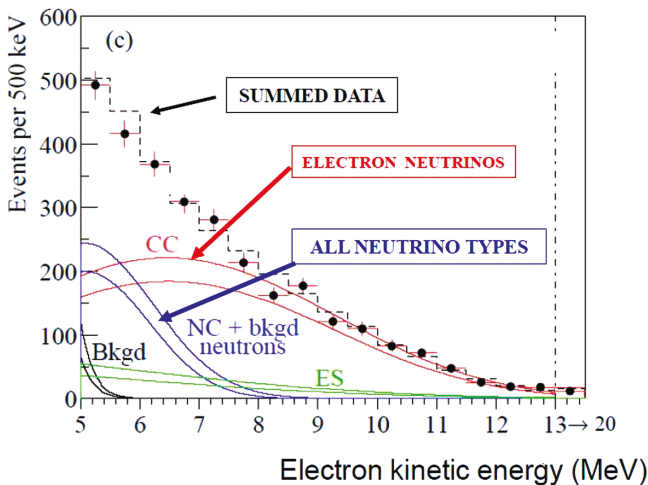 600
(c)
500
SUMMED DATA
400
ELECTRON NEUTRINOS
300
CC
ALL NEUTRINO TYPES
200
NC + bkgd
neutrons
100
Bkgd
ES
0
5 6 7 8 9 10 11 12 13→ 20
Events per 500 keV
Electron kinetic energy (MeV)